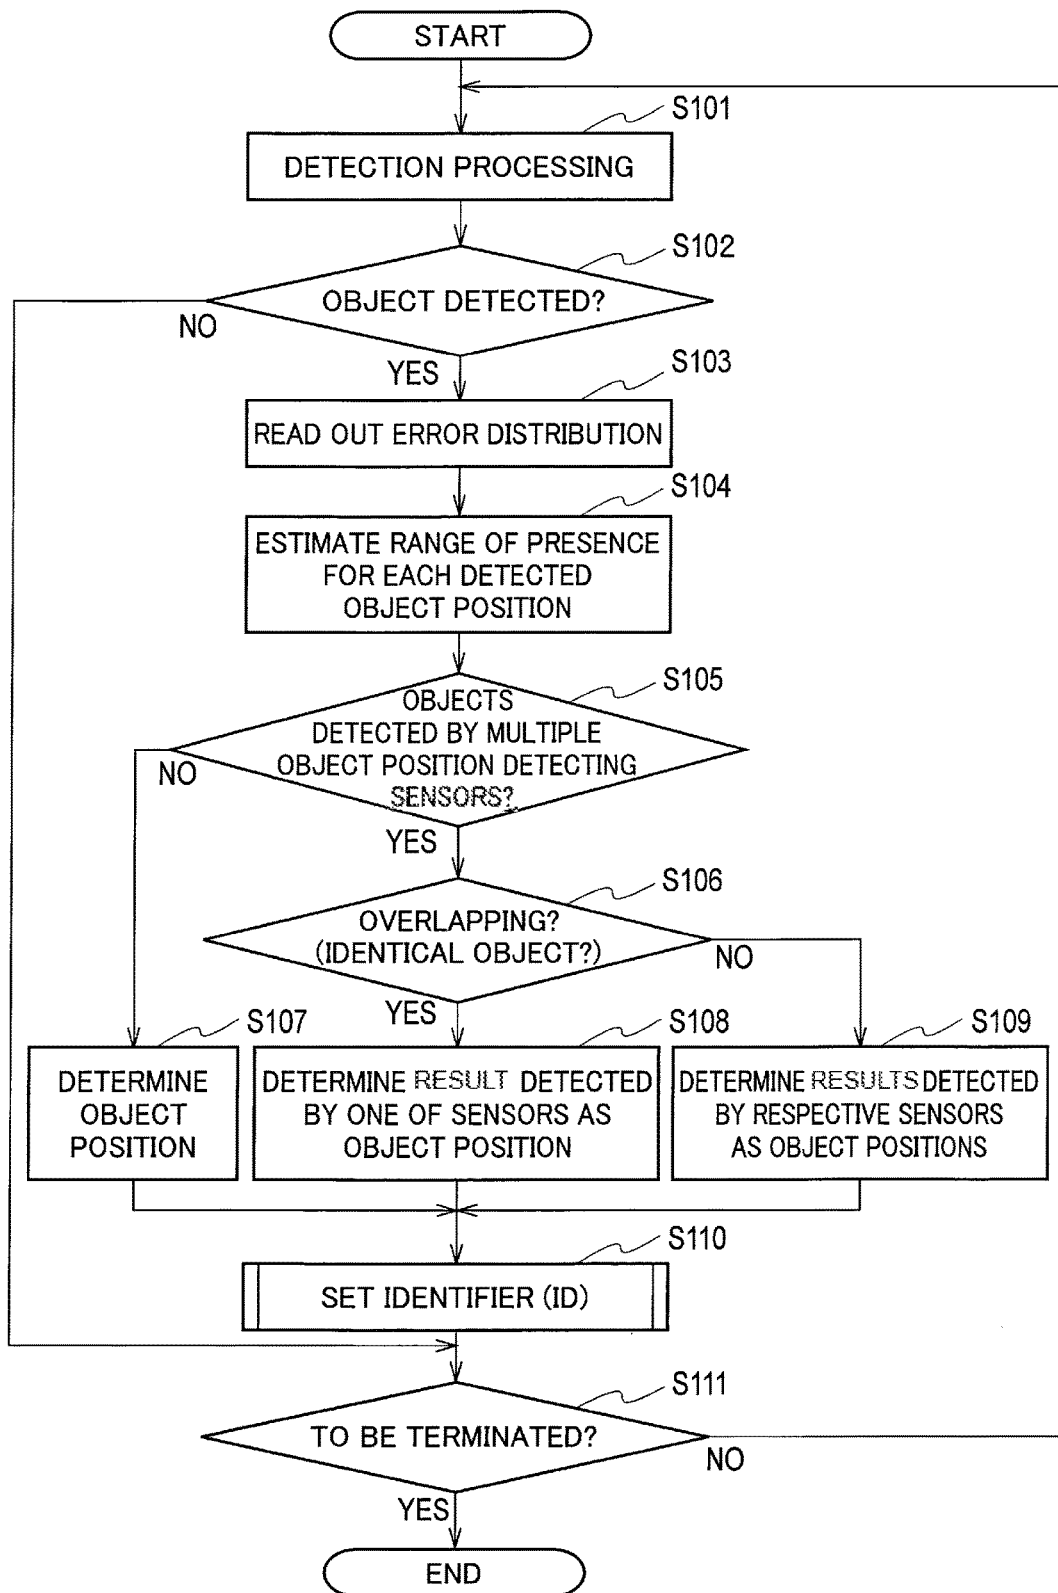 START
S101
DETECTION PROCESSING
S102
OBJECT DETECTED?
NO
YES
S103
READ OUT ERROR DISTRIBUTION
S104
ESTIMATE RANGE OF PRESENCE
FOR EACH DETECTED
OBJECT POSITION
S105
OBJECTS
DETECTED BY MULTIPLE
OBJECT POSITION DETECTING
SENSORS?
NO
YES
S106
OVERLAPPING?
(IDENTICAL OBJECT?)
NO
YES
S107
DETERMINE
OBJECT
POSITION
S108
DETERMINE RESULT DETECTED
BY ONE OF SENSORS AS
OBJECT POSITION
S109
DETERMINE RESULTS DETECTED
BY RESPECTIVE SENSORS
AS OBJECT POSITIONS
S110
SET IDENTIFIER (ID)
S111
TO BE TERMINATED?
NO
YES
END